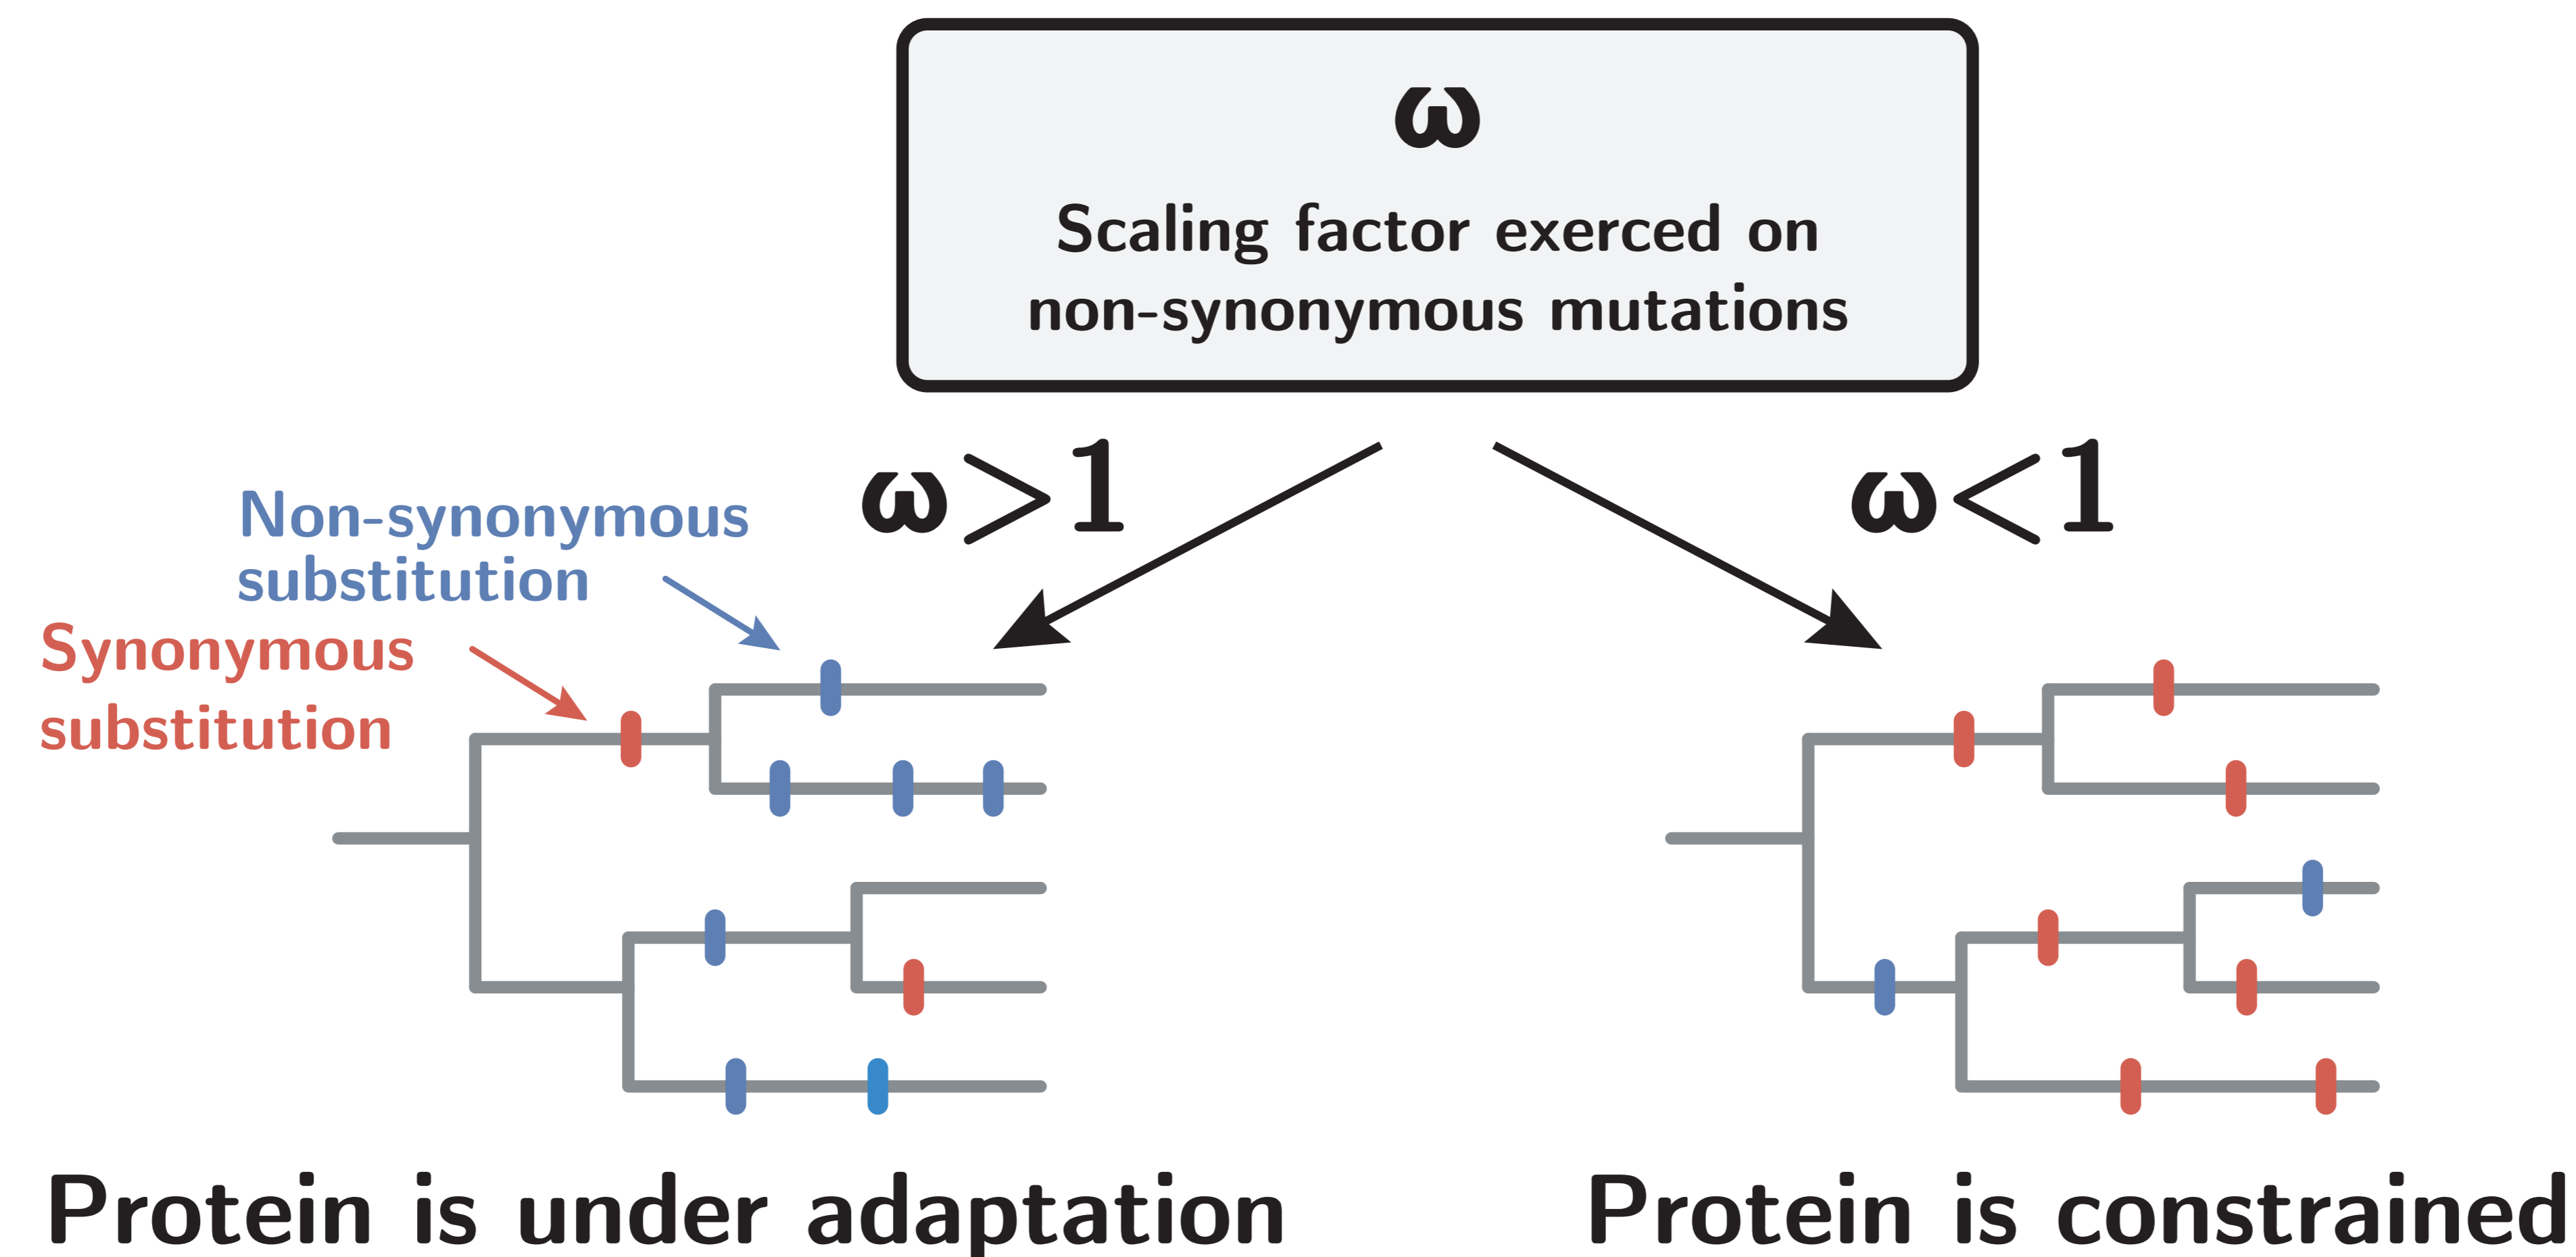 ω
Scaling factor exerced on
non-synonymous mutations
ω>1
ω<1
Non-synonymous
substitution
Synonymous
substitution
Protein is under adaptation
Protein is constrained